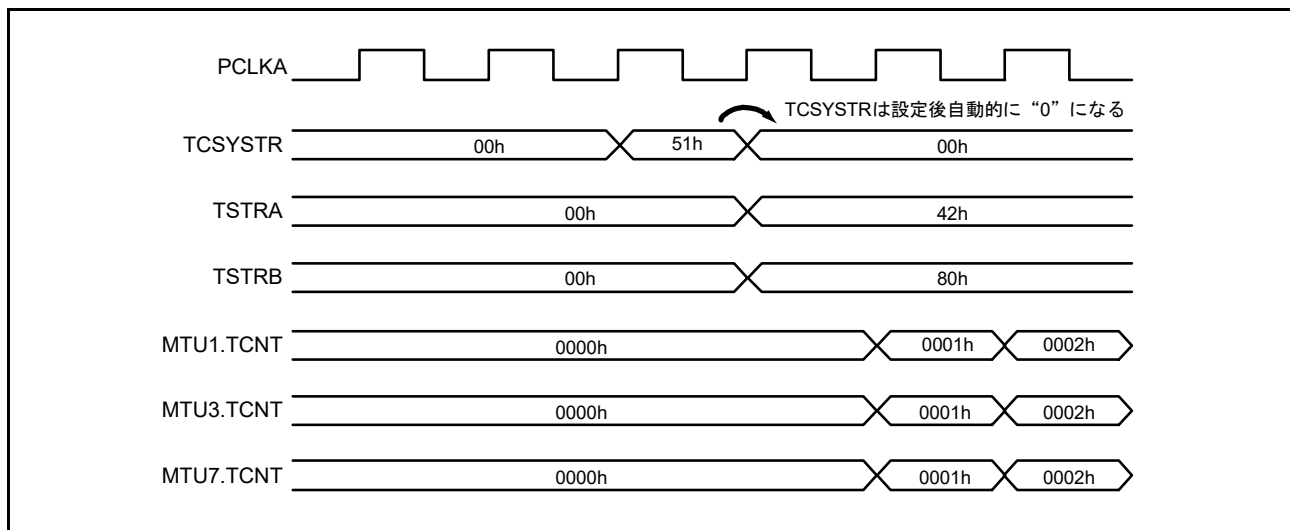 PCLKA
TCSYSTRは設定後自動的に“0”になる
TCSYSTR 00h 51h 00h
TSTRA 00h 42h
TSTRB 00h 80h
MTU1.TCNT 0000h 0001h 0002h
MTU3.TCNT 0000h 0001h 0002h
MTU7.TCNT 0000h 0001h 0002h